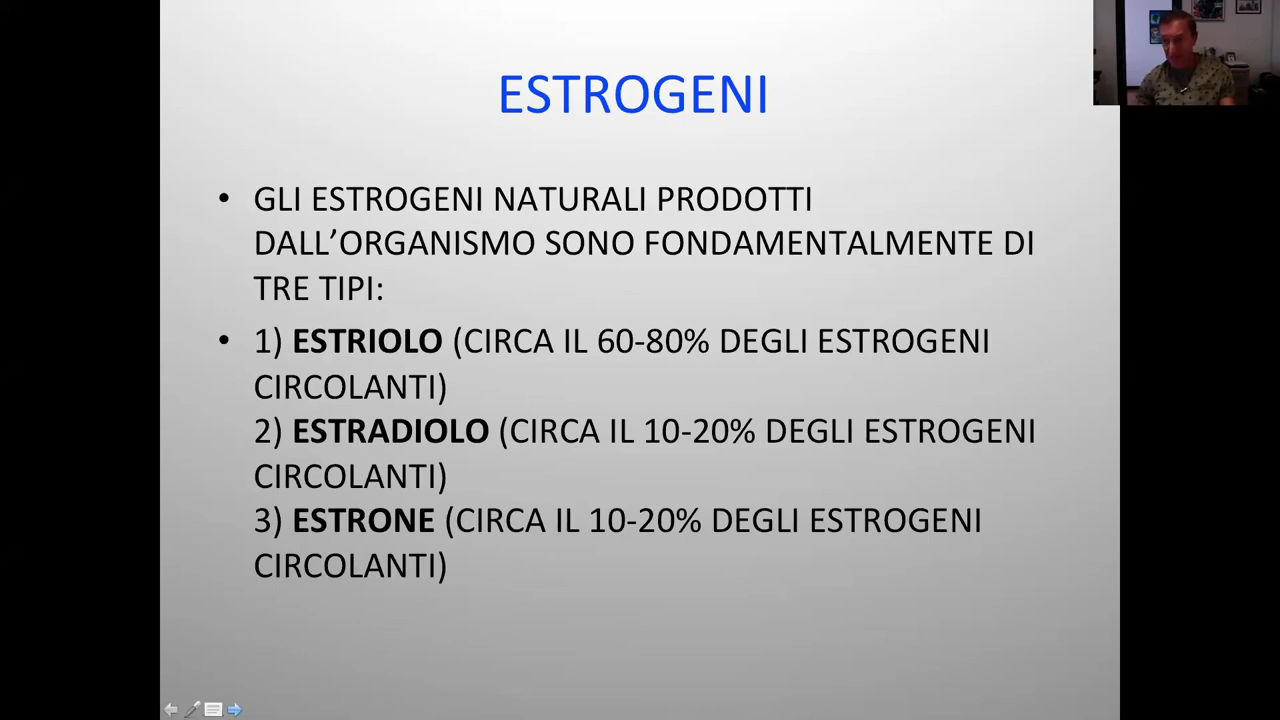 ESTROGENI
• GLI ESTROGENI NATURALI PRODOTTI
DALL’ORGANISMO SONO FONDAMENTALMENTE DI
TRE TIPI:
• 1) ESTRIOLO (CIRCA IL 60-80% DEGLI ESTROGENI
CIRCOLANTI)
2) ESTRADIOLO (CIRCA IL 10-20% DEGLI ESTROGENI
CIRCOLANTI)
3) ESTRONE (CIRCA IL 10-20% DEGLI ESTROGENI
CIRCOLANTI)